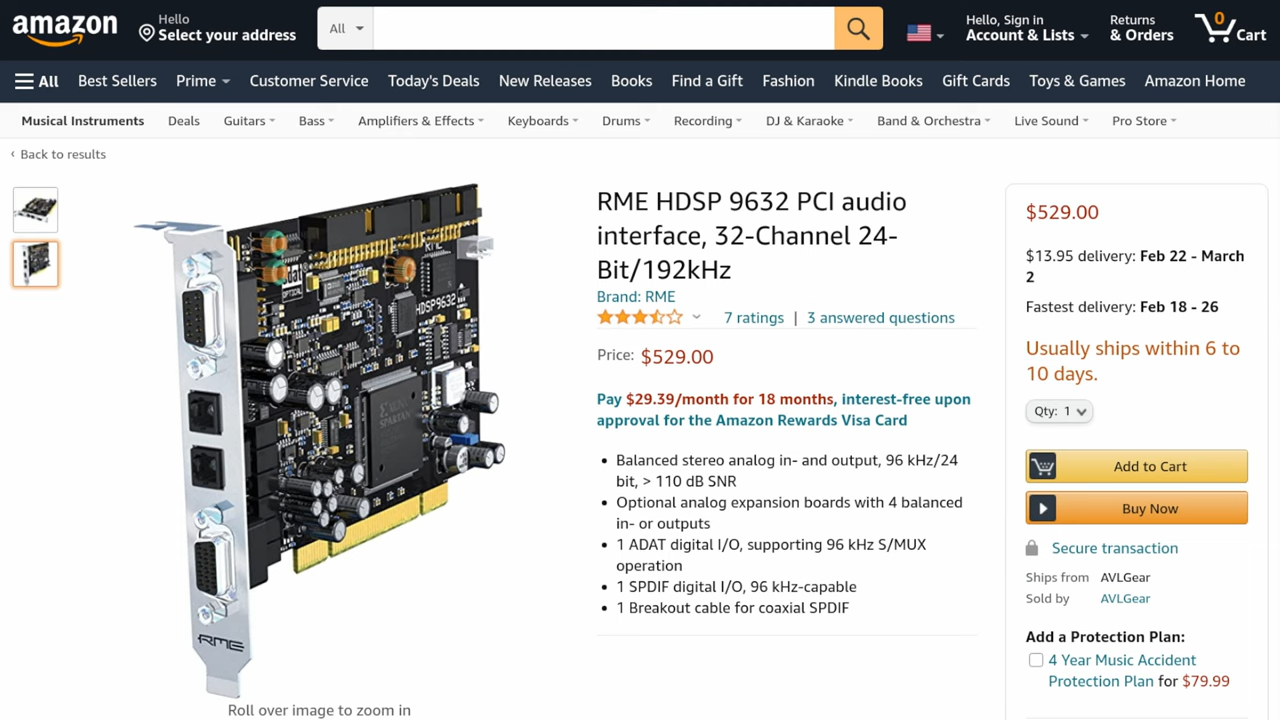 amazon
Hello
Select your address
All
Hello, Sign in
Account & Lists
Returns
& Orders
0
Cart
All
Best Sellers
Prime
Customer Service
Today's Deals
New Releases
Books
Find a Gift
Fashion
Kindle Books
Gift Cards
Toys & Games
Amazon Home
Musical Instruments
Deals
Guitars
Bass
Amplifiers & Effects
Keyboards
Drums
Recording
DJ & Karaoke
Band & Orchestra
Live Sound
Pro Store
‹ Back to results
RME
OPTICAL
HDSP9632
XILINX
SPARTAN
RME
Roll over image to zoom in
RME HDSP 9632 PCI audio
interface, 32-Channel 24-
Bit/192kHz
Brand: RME
7 ratings | 3 answered questions
Price: $529.00
Pay $29.39/month for 18 months, interest-free upon
approval for the Amazon Rewards Visa Card
• Balanced stereo analog in- and output, 96 kHz/24
bit, > 110 dB SNR
• Optional analog expansion boards with 4 balanced
in- or outputs
• 1 ADAT digital I/O, supporting 96 kHz S/MUX
operation
• 1 SPDIF digital I/O, 96 kHz-capable
• 1 Breakout cable for coaxial SPDIF
$529.00
$13.95 delivery: Feb 22 - March
2
Fastest delivery: Feb 18 - 26
Usually ships within 6 to
10 days.
Qty: 1
Add to Cart
Buy Now
Secure transaction
Ships from AVLGear
Sold by AVLGear
Add a Protection Plan:
4 Year Music Accident
Protection Plan for $79.99